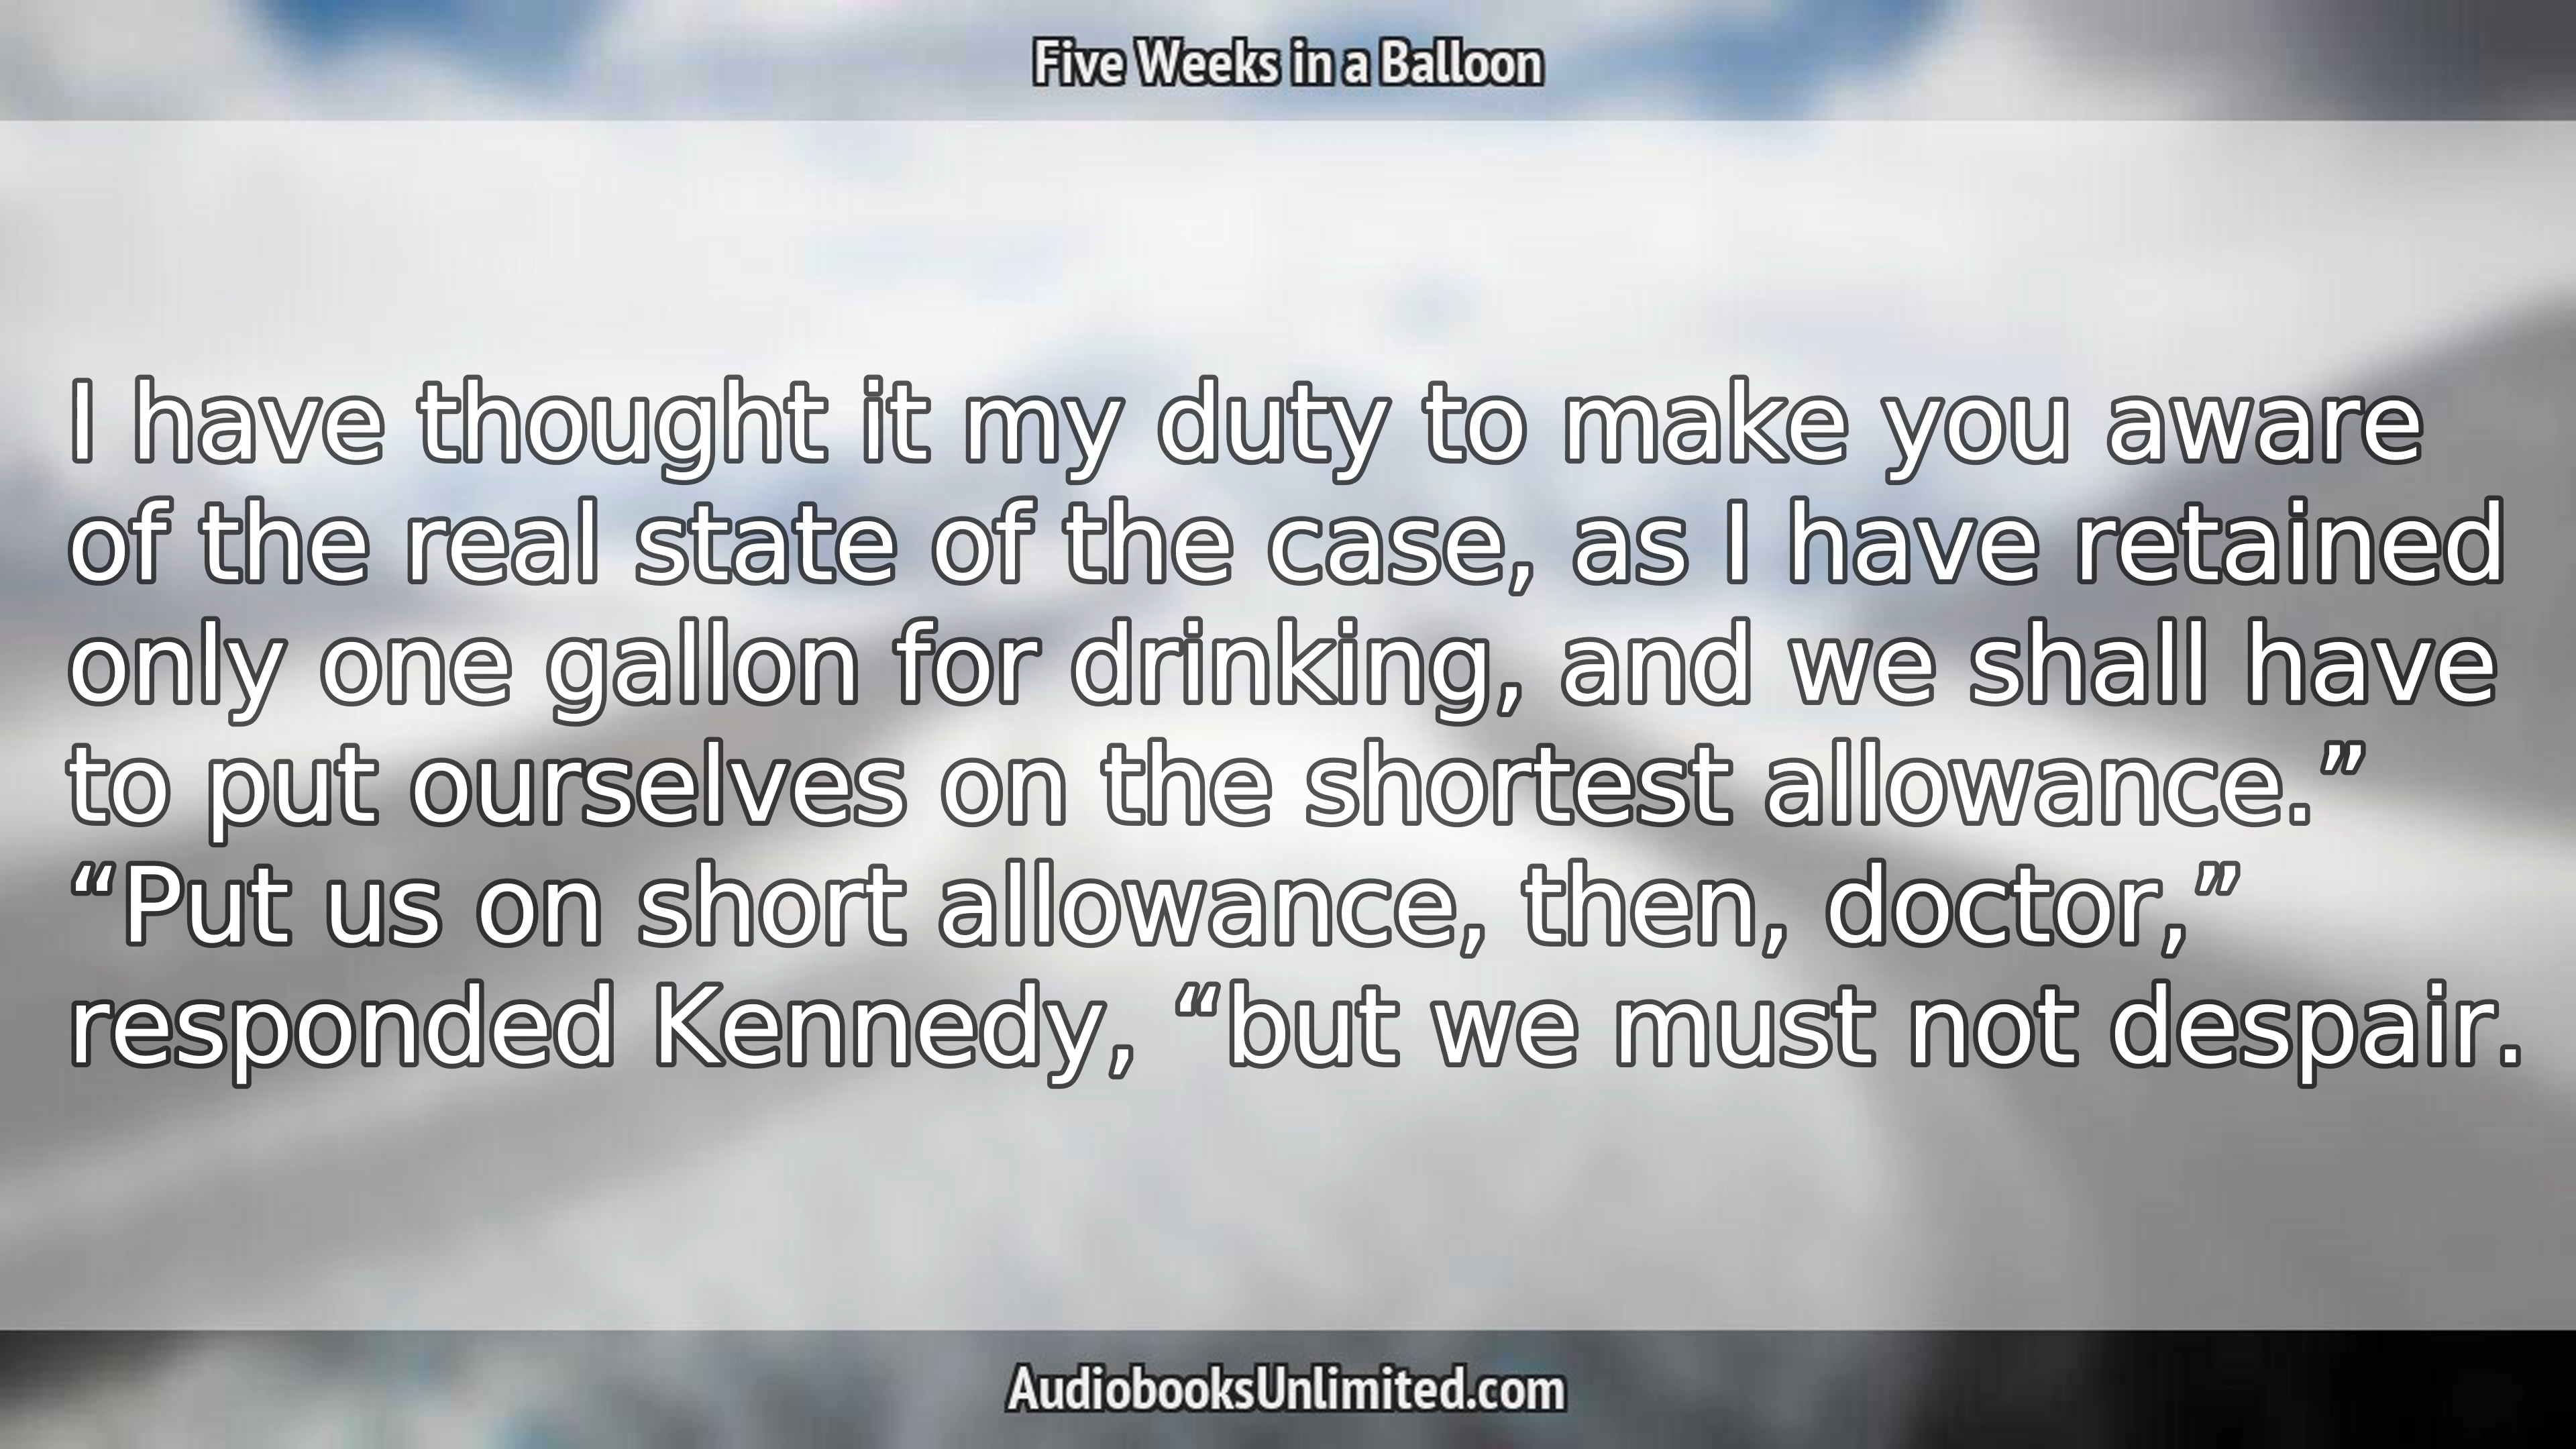 Five Weeks in a Balloon
I have thought it my duty to make you aware
of the real state of the case, as I have retained
only one gallon for drinking, and we shall have
to put ourselves on the shortest allowance.”
“Put us on short allowance, then, doctor,”
responded Kennedy, “but we must not despair.
AudiobooksUnlimited.com